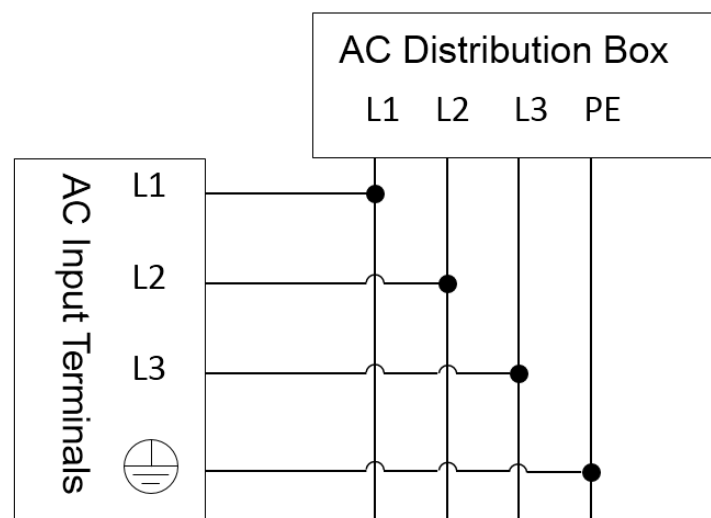 AC Distribution Box
L1 L2 L3 PE
AC Input Terminals
L1
L2
L3